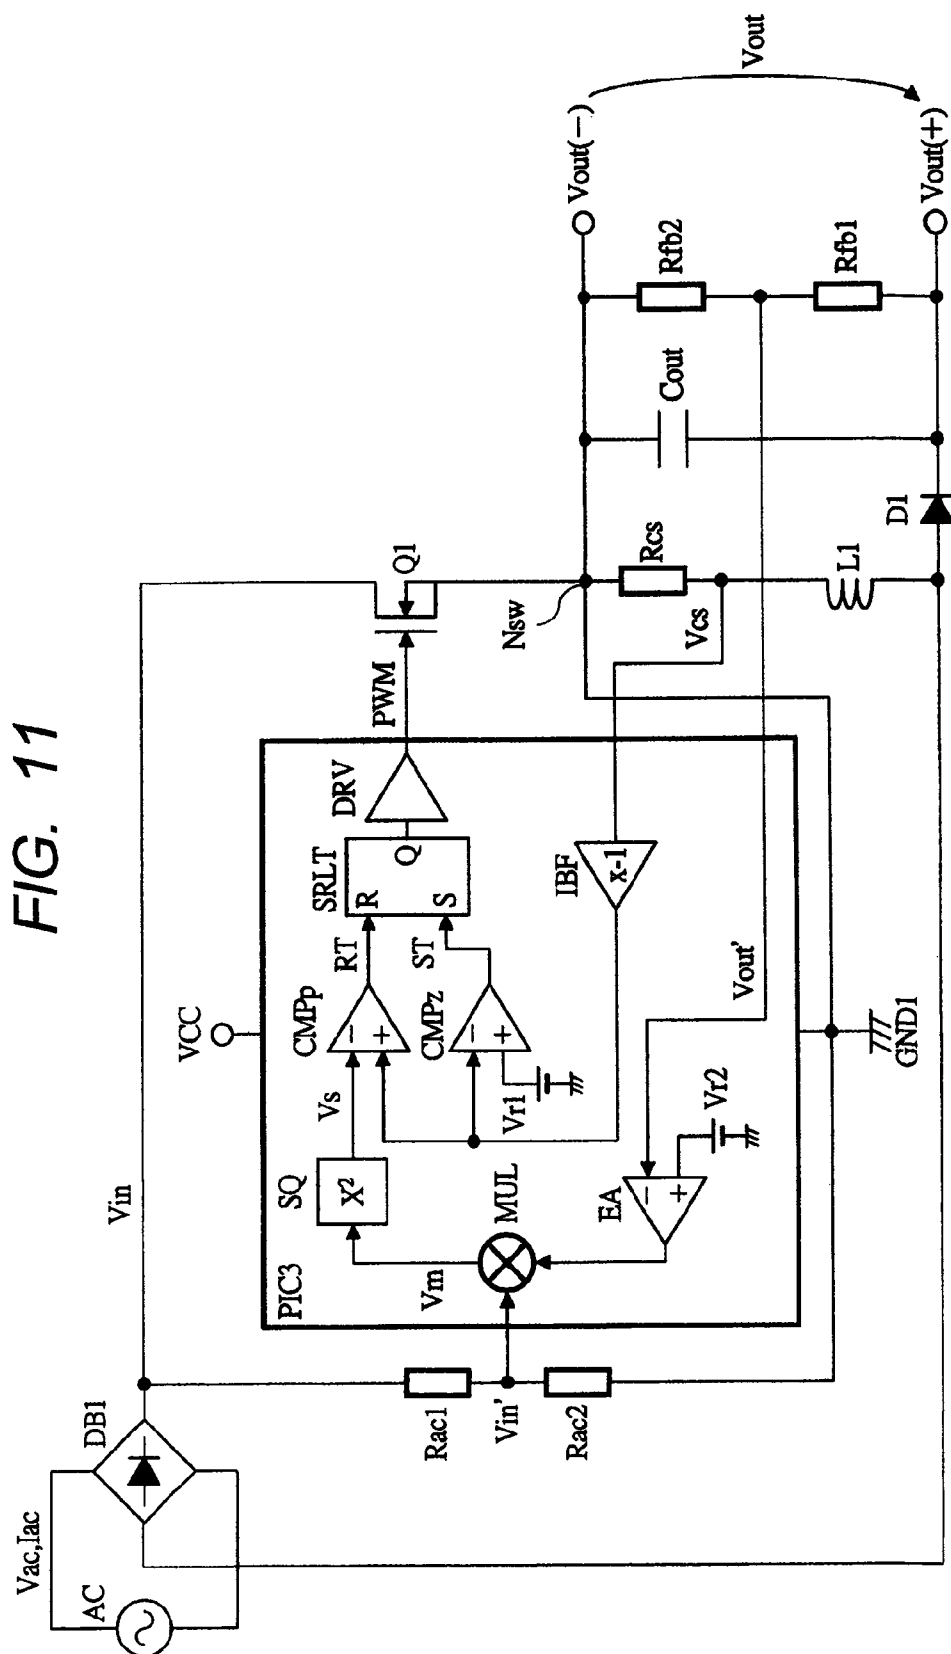 FIG. 11
Vac,Iac
AC
DB1
Vin
Rac1
Vin'
Rac2
PIC3
VCC
Vm
MUL
SQ
X²
Vs
CMPp
−
+
RT
CMPz
−
+
ST
Vr1
SRLT
R
S
Q
DRV
PWM
Q1
EA
−
+
Vr2
Vout'
IBF
x-1
GND1
Nsw
Rcs
Vcs
L1
D1
Cout
Rfb2
Rfb1
Vout(−)
Vout
Vout(+)